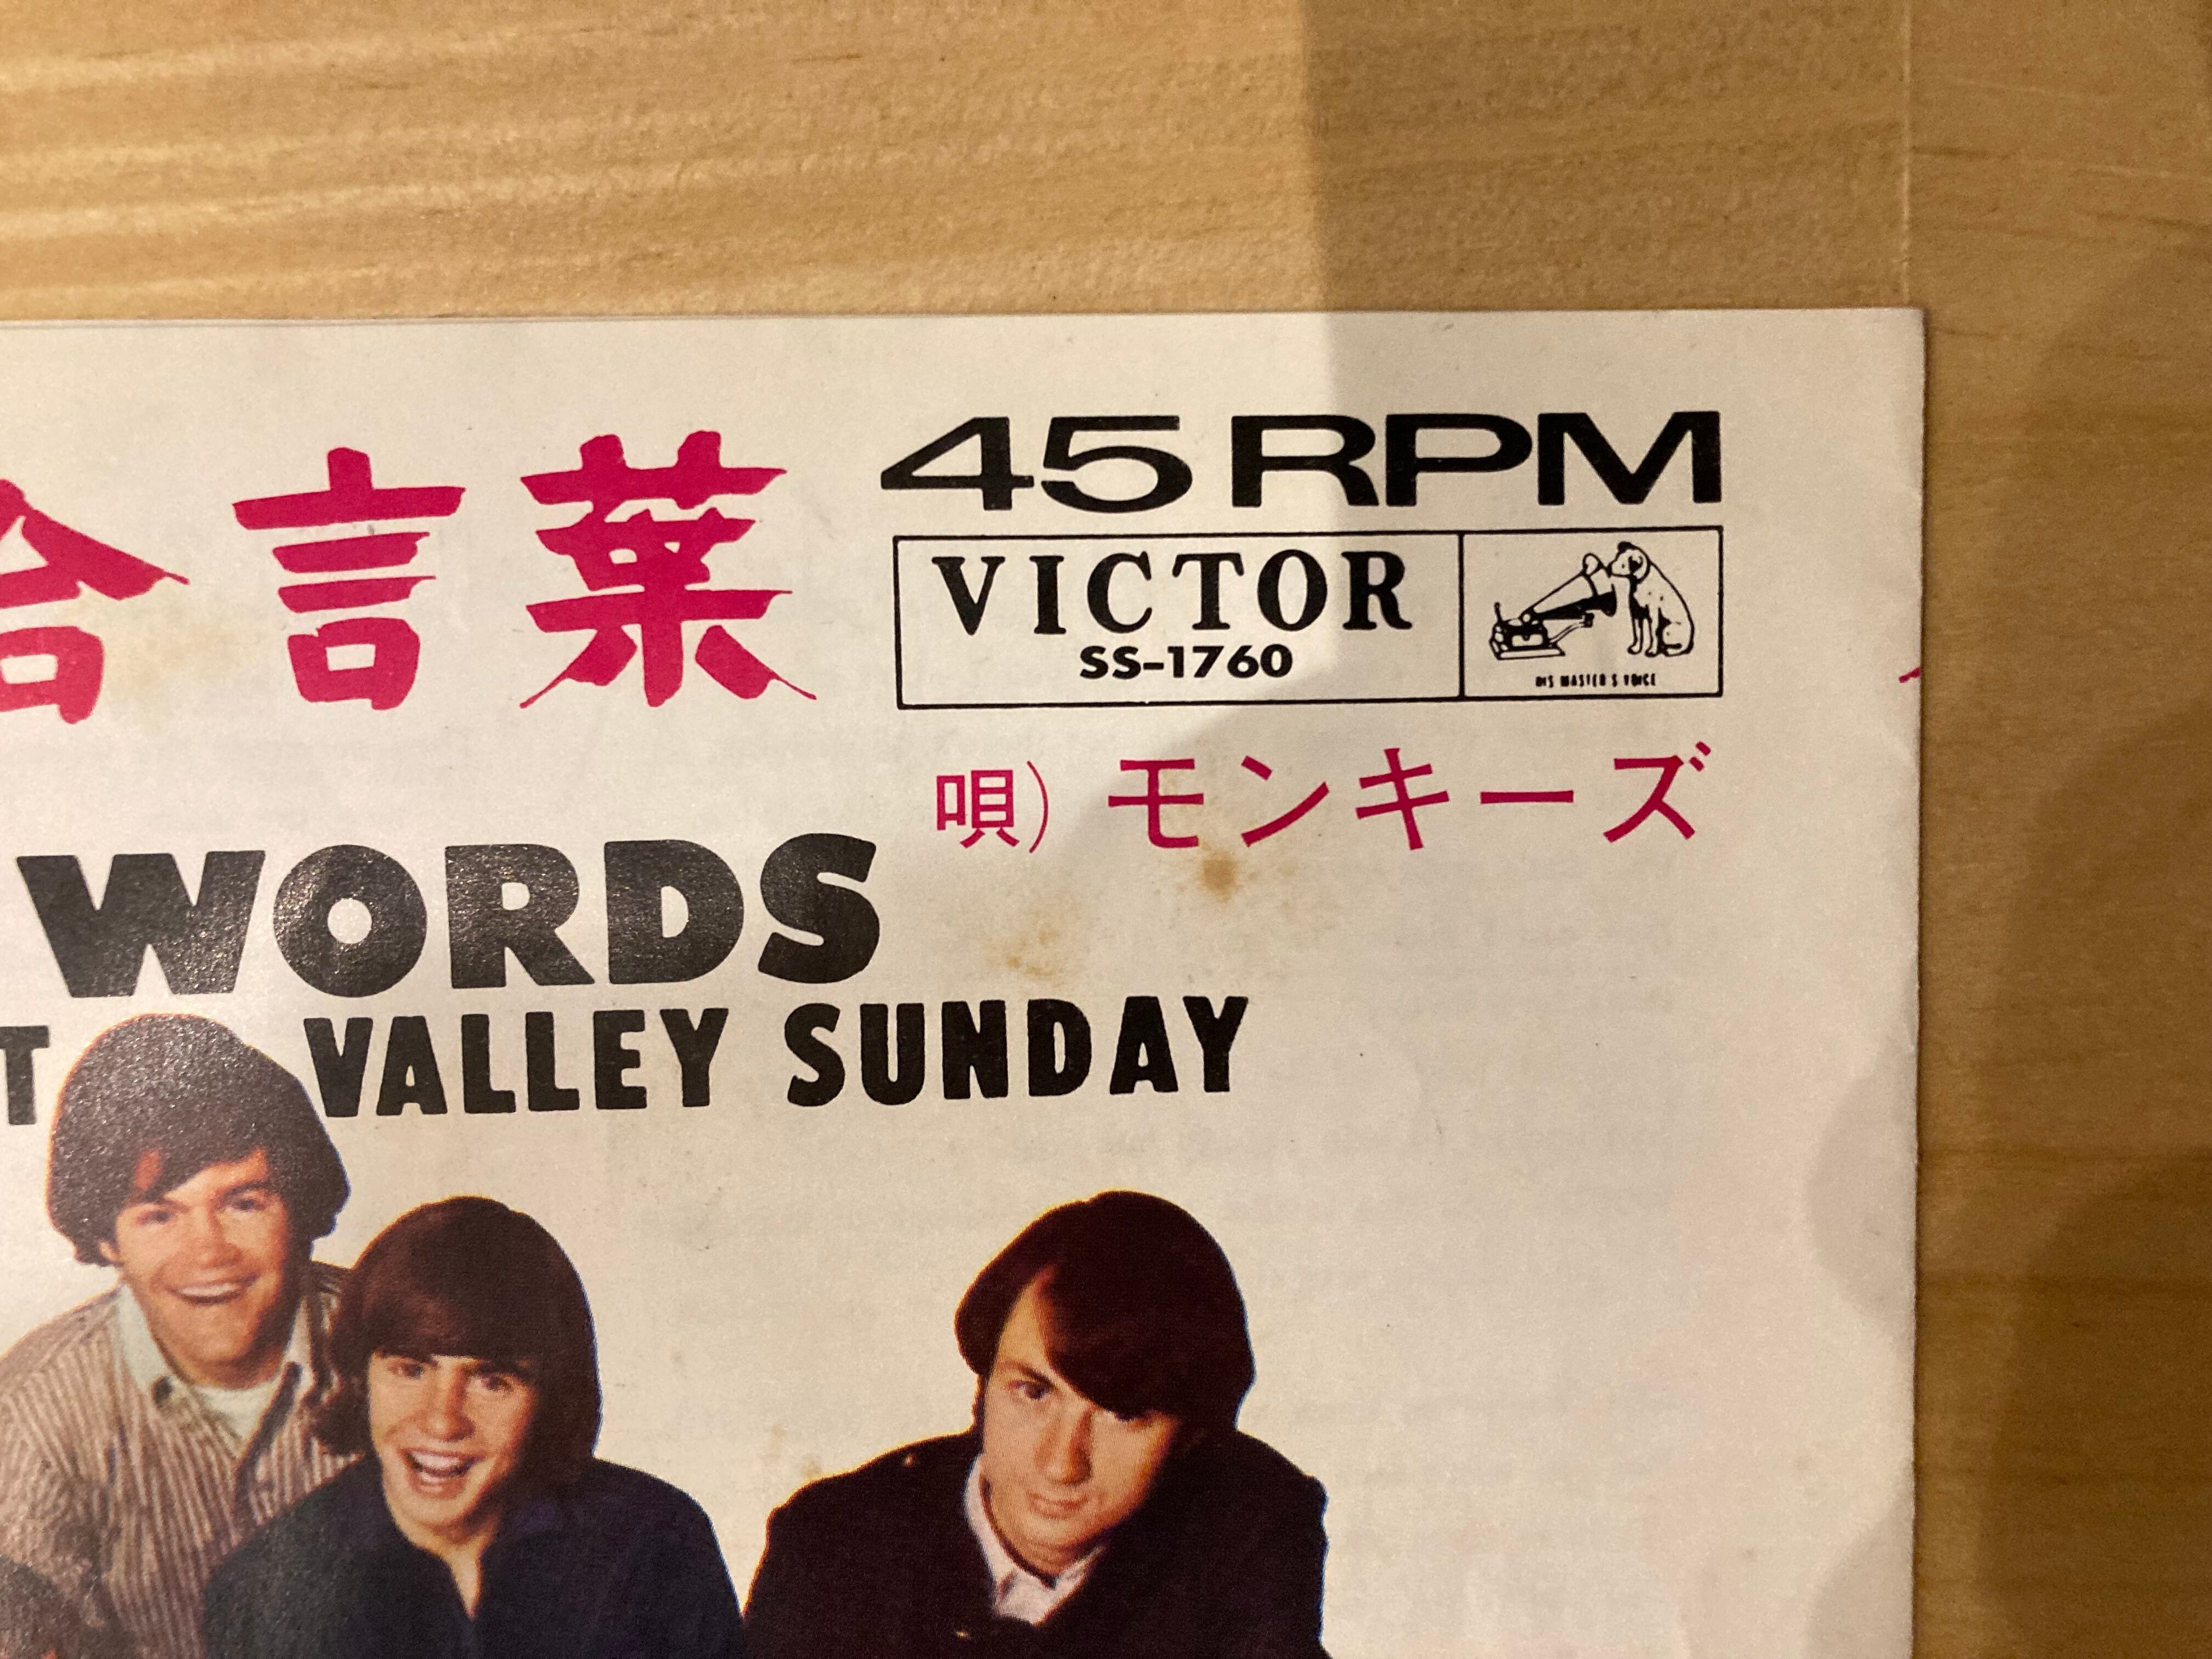 合言葉
45 RPM
VICTOR
SS-1760
HIS MASTER'S VOICE
唄) モンキーズ
WORDS
T VALLEY SUNDAY